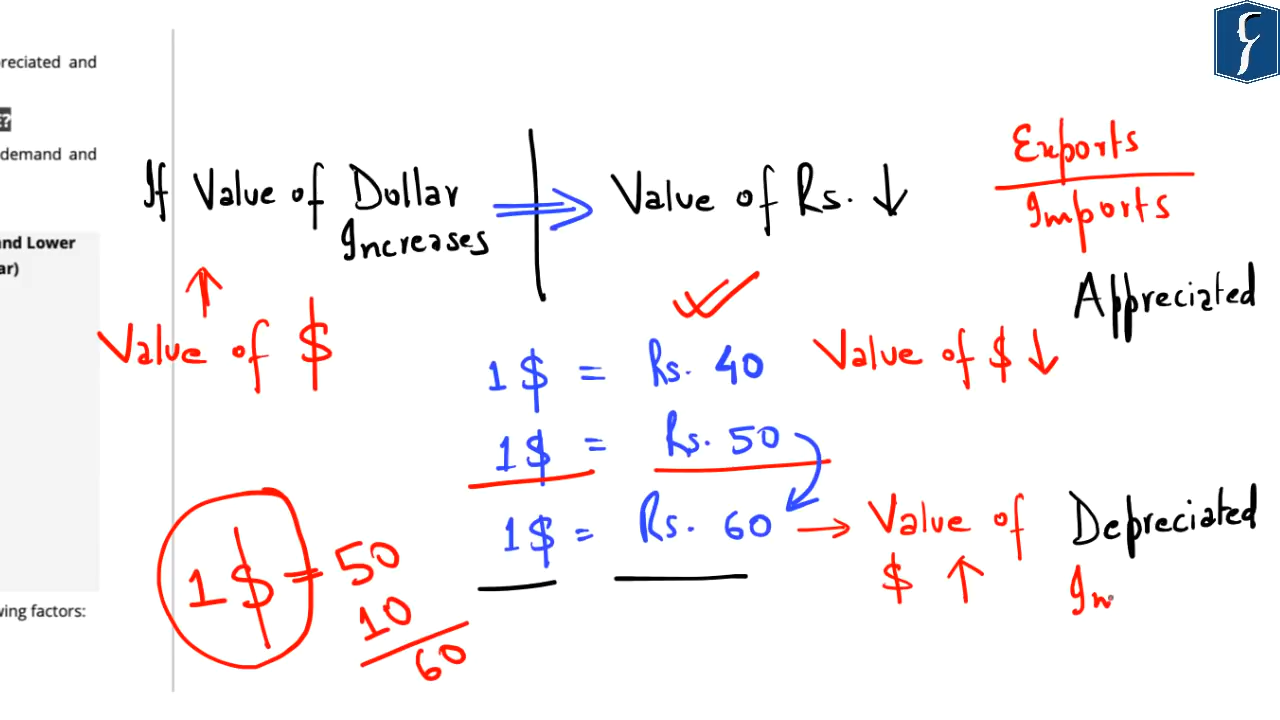 reciated and
?
demand and
and Lower
ar)
wing factors:
If Value of Dollar Increases ⇒ Value of Rs. ↓
Exports
Imports
Appreciated
↑
Value of $
1$ = Rs. 40
Value of $ ↓
1$ = Rs. 50
1$ = Rs. 60 → Value of $ ↑
Depreciated
In
1$ = 50
10
60